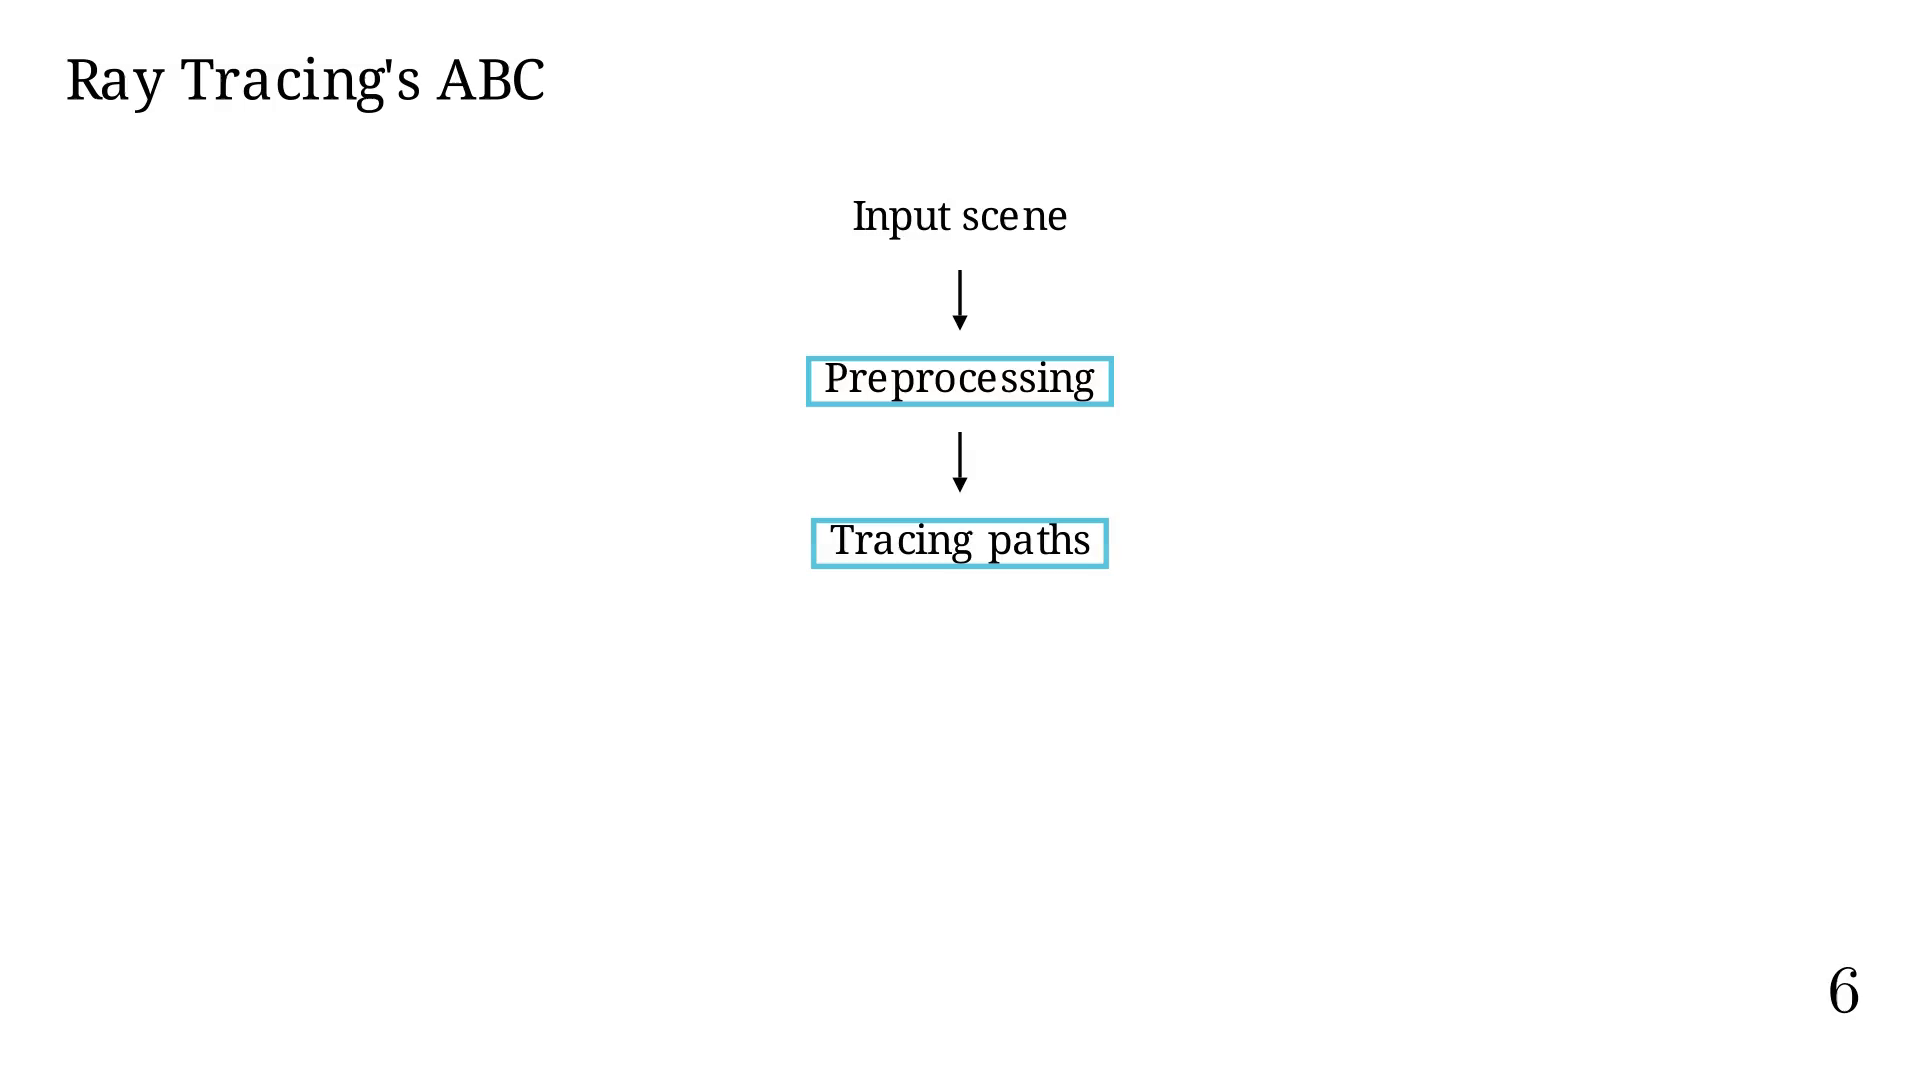 Ray Tracing's ABC
Input scene
Preprocessing
Tracing paths
6